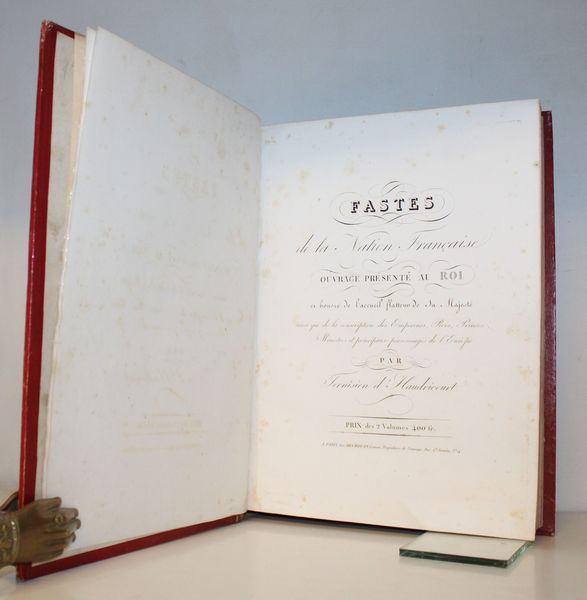 FASTES
de la Nation Française
OUVRAGE PRÉSENTÉ AU ROI
et honoré de l'accueil flatteur de Sa Majesté
ainsi que de la souscription des Empereurs, Rois, Princes
Ministres et principaux personnages de l'Europe
PAR
Ternisien d'Haudricourt
PRIX des 2 Volumes 400 fr.
A PARIS, chez